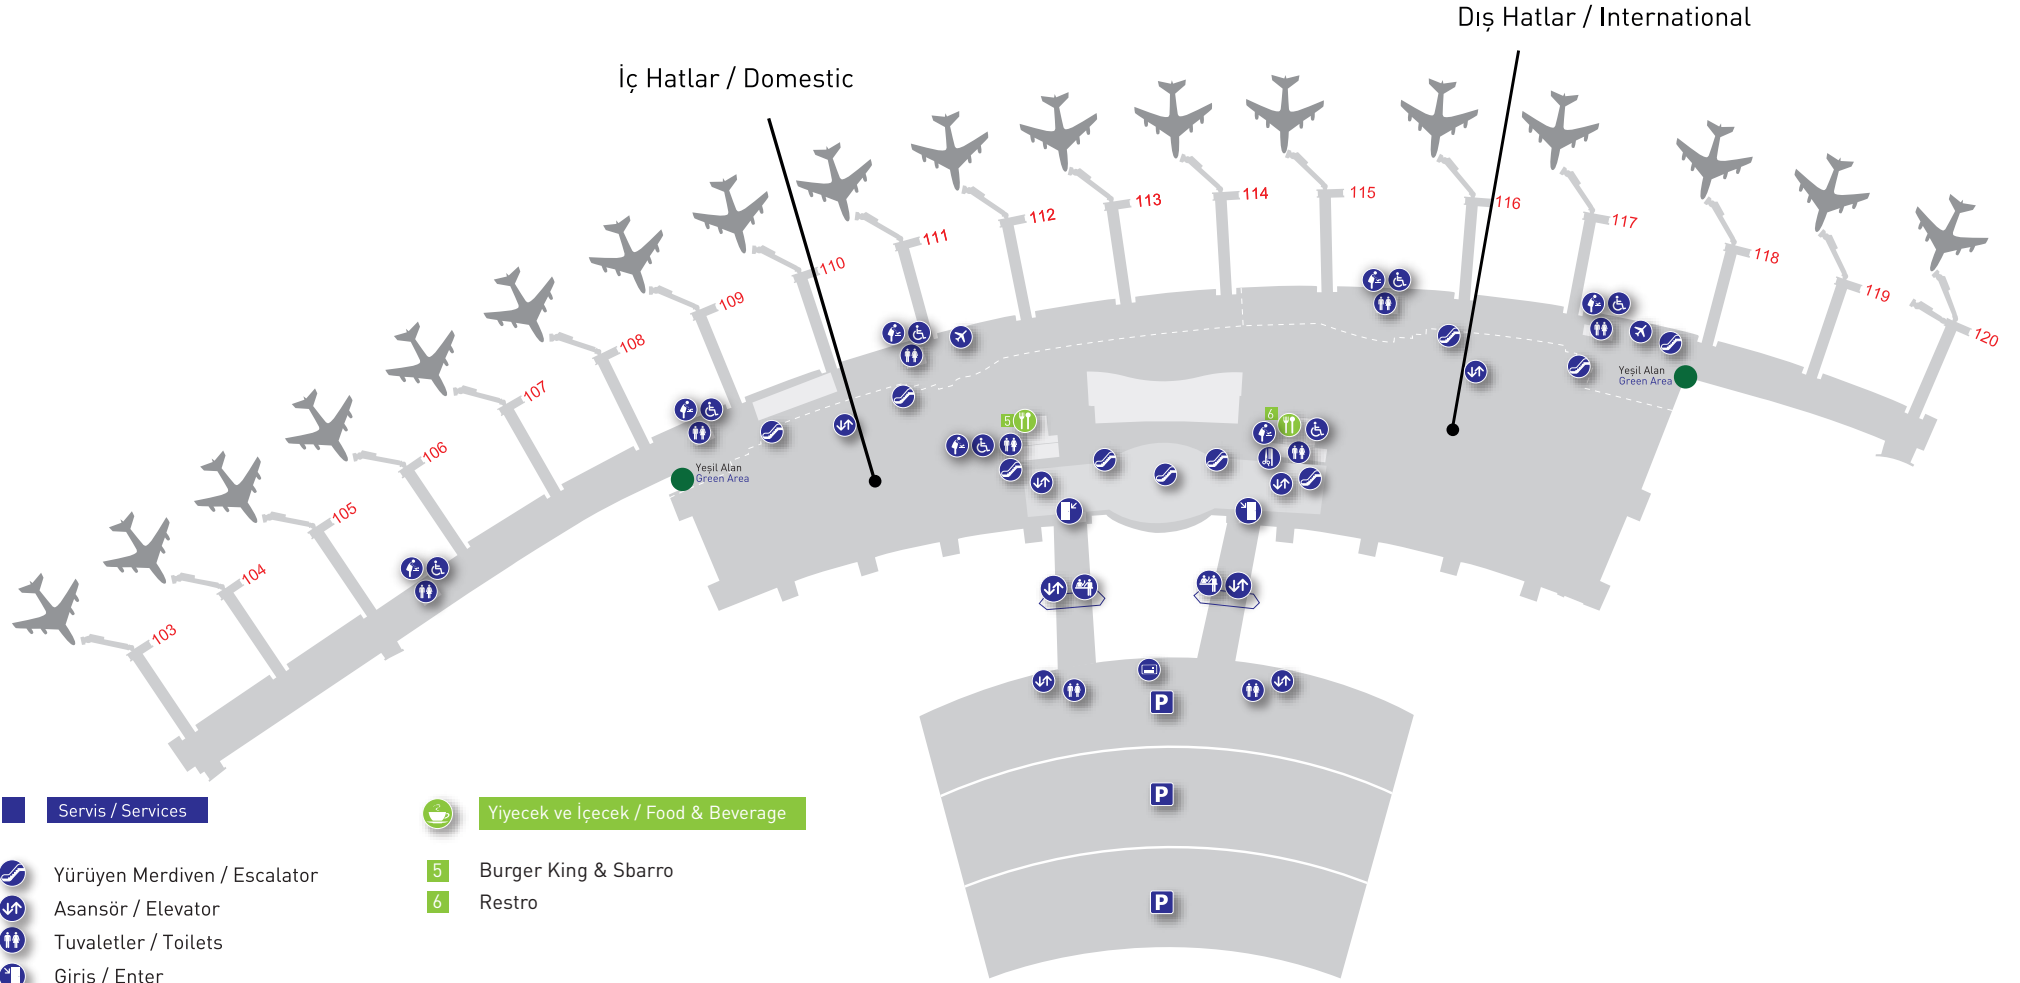 Dış Hatlar / International
İç Hatlar / Domestic
103
104
105
106
107
108
109
110
111
112
113
114
115
116
117
118
119
120
Yeşil Alan
Green Area
Yeşil Alan
Green Area
5
6
P
P
P
Servis / Services
Yürüyen Merdiven / Escalator
Asansör / Elevator
Tuvaletler / Toilets
Giriş / Enter
Yiyecek ve İçecek / Food & Beverage
5 Burger King & Sbarro
6 Restro